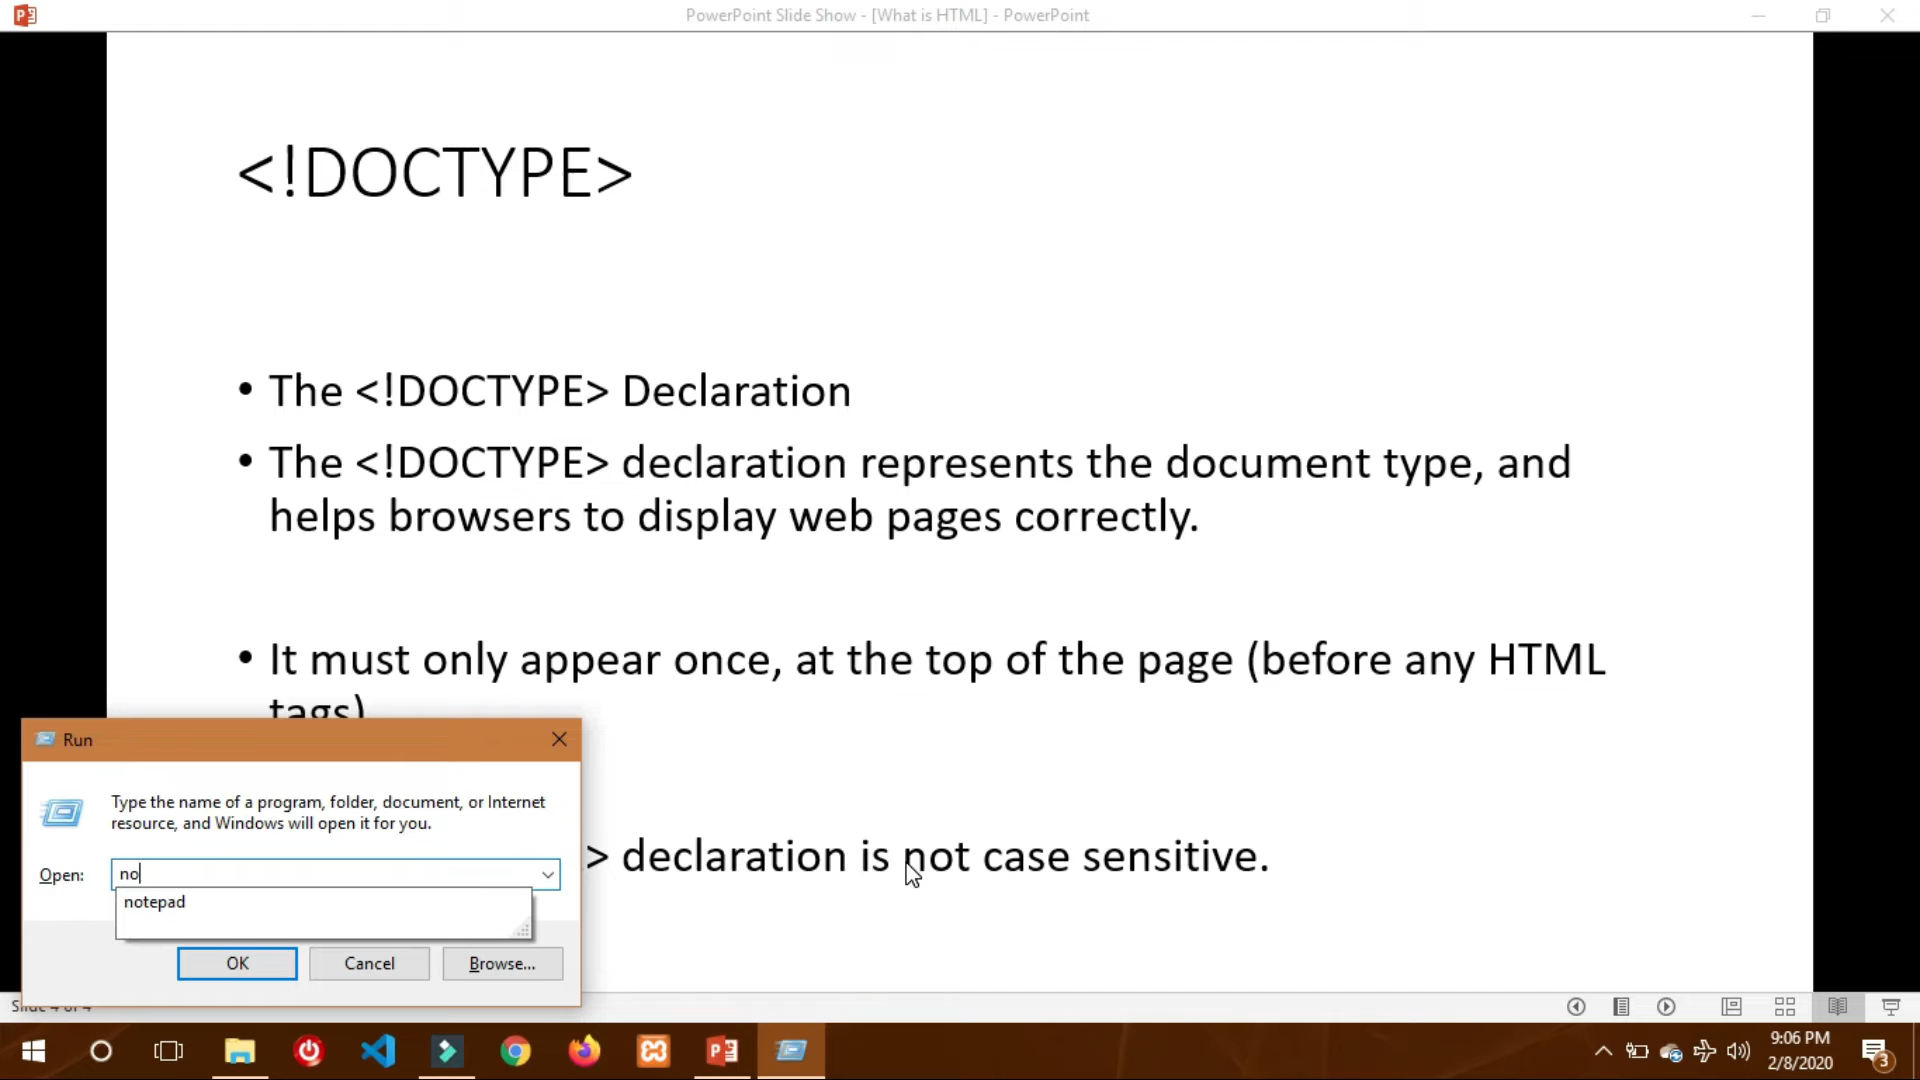 PowerPoint Slide Show - [What is HTML] - PowerPoint
<!DOCTYPE>
• The <!DOCTYPE> Declaration
• The <!DOCTYPE> declaration represents the document type, and
helps browsers to display web pages correctly.
• It must only appear once, at the top of the page (before any HTML
tags)
> declaration is not case sensitive.
Run
Type the name of a program, folder, document, or Internet
resource, and Windows will open it for you.
Open:
no
notepad
OK
Cancel
Browse...
Slide 4 of 4
9:06 PM
2/8/2020
3